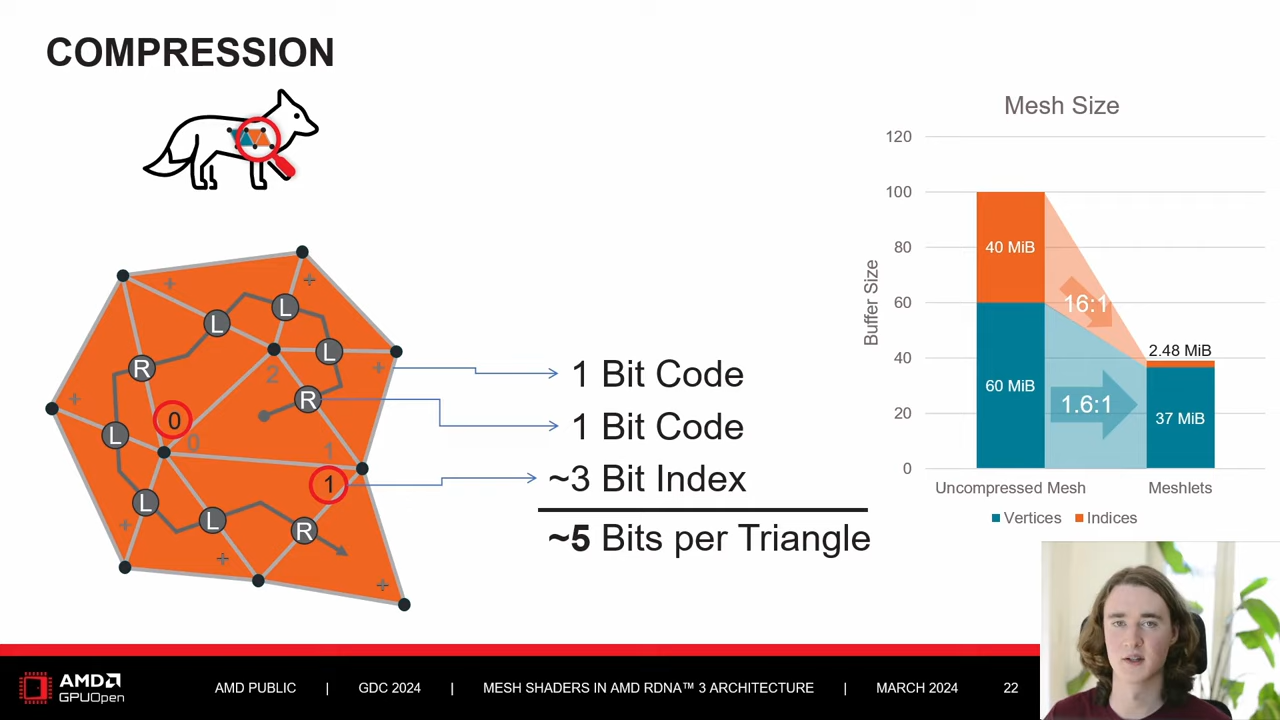 COMPRESSION
+
+
L
L
L
R
2
+
R
+
0
0
L
1
1
L
L
R
+
+
+
1 Bit Code
1 Bit Code
~3 Bit Index
~5 Bits per Triangle
Mesh Size
120
100
80
60
40
20
0
Buffer Size
40 MiB
60 MiB
16:1
1.6:1
2.48 MiB
37 MiB
Uncompressed Mesh
Meshlets
Vertices
Indices
AMD
GPUOpen
AMD PUBLIC | GDC 2024 | MESH SHADERS IN AMD RDNA™ 3 ARCHITECTURE | MARCH 2024 22